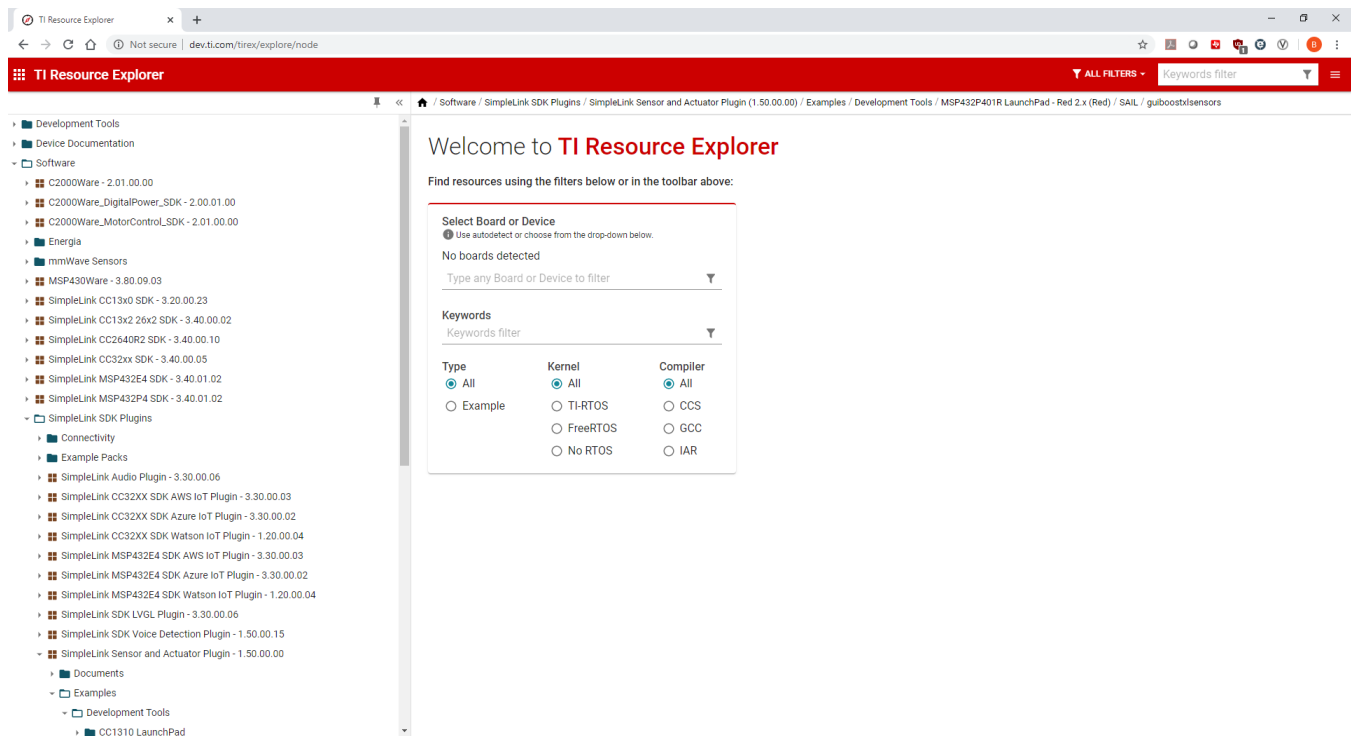 TI Resource Explorer
Not secure | dev.ti.com/tirex/explore/node
TI Resource Explorer
ALL FILTERS
Keywords filter
/ Software / SimpleLink SDK Plugins / SimpleLink Sensor and Actuator Plugin (1.50.00.00) / Examples / Development Tools / MSP432P401R LaunchPad - Red 2.x (Red) / SAIL / guiboostxlsensors
Development Tools
Device Documentation
Software
C2000Ware - 2.01.00.00
C2000Ware_DigitalPower_SDK - 2.00.01.00
C2000Ware_MotorControl_SDK - 2.01.00.00
Energia
mmWave Sensors
MSP430Ware - 3.80.09.03
SimpleLink CC13x0 SDK - 3.20.00.23
SimpleLink CC13x2 26x2 SDK - 3.40.00.02
SimpleLink CC2640R2 SDK - 3.40.00.10
SimpleLink CC32xx SDK - 3.40.00.05
SimpleLink MSP432E4 SDK - 3.40.01.02
SimpleLink MSP432P4 SDK - 3.40.01.02
SimpleLink SDK Plugins
Connectivity
Example Packs
SimpleLink Audio Plugin - 3.30.00.06
SimpleLink CC32XX SDK AWS IoT Plugin - 3.30.00.03
SimpleLink CC32XX SDK Azure IoT Plugin - 3.30.00.02
SimpleLink CC32XX SDK Watson IoT Plugin - 1.20.00.04
SimpleLink MSP432E4 SDK AWS IoT Plugin - 3.30.00.03
SimpleLink MSP432E4 SDK Azure IoT Plugin - 3.30.00.02
SimpleLink MSP432E4 SDK Watson IoT Plugin - 1.20.00.04
SimpleLink SDK LVGL Plugin - 3.30.00.06
SimpleLink SDK Voice Detection Plugin - 1.50.00.15
SimpleLink Sensor and Actuator Plugin - 1.50.00.00
Documents
Examples
Development Tools
CC1310 LaunchPad
Welcome to TI Resource Explorer
Find resources using the filters below or in the toolbar above:
Select Board or Device
Use autodetect or choose from the drop-down below.
No boards detected
Type any Board or Device to filter
Keywords
Keywords filter
Type Kernel Compiler
All All All
Example TI-RTOS CCS
FreeRTOS GCC
No RTOS IAR